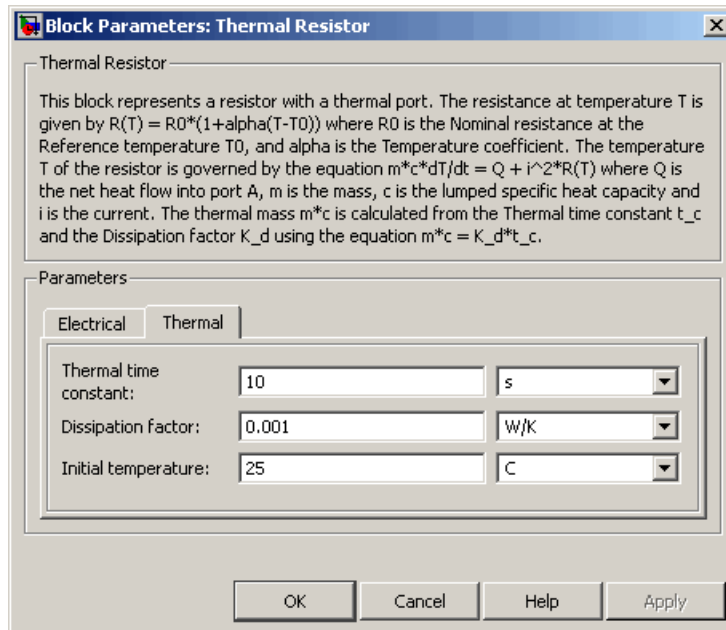 Block Parameters: Thermal Resistor
Thermal Resistor
This block represents a resistor with a thermal port. The resistance at temperature T is
given by R(T) = R0*(1+alpha(T-T0)) where R0 is the Nominal resistance at the
Reference temperature T0, and alpha is the Temperature coefficient. The temperature
T of the resistor is governed by the equation m*c*dT/dt = Q + i^2*R(T) where Q is
the net heat flow into port A, m is the mass, c is the lumped specific heat capacity and
i is the current. The thermal mass m*c is calculated from the Thermal time constant t_c
and the Dissipation factor K_d using the equation m*c = K_d*t_c.
Parameters
Electrical Thermal
Thermal time
constant: 10 s
Dissipation factor: 0.001 W/K
Initial temperature: 25 C
OK Cancel Help Apply